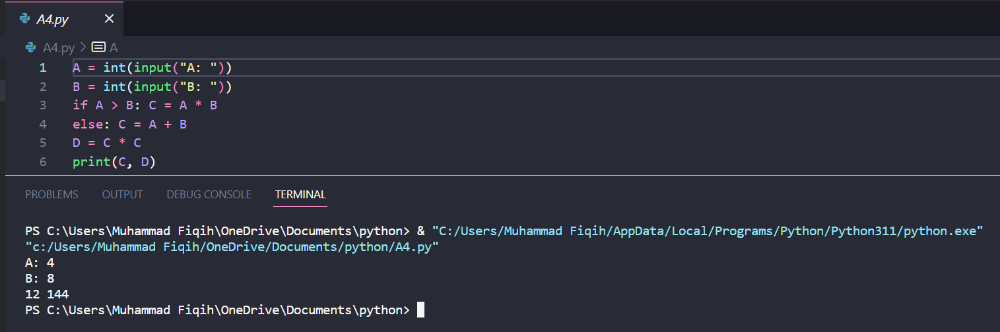 A4.py
A4.py > A
1 A = int(input("A: "))
2 B = int(input("B: "))
3 if A > B: C = A * B
4 else: C = A + B
5 D = C * C
6 print(C, D)
PROBLEMS OUTPUT DEBUG CONSOLE TERMINAL
PS C:\Users\Muhammad Fiqih\OneDrive\Documents\python> & "C:/Users/Muhammad Fiqih/AppData/Local/Programs/Python/Python311/python.exe"
"c:/Users/Muhammad Fiqih/OneDrive/Documents/python/A4.py"
A: 4
B: 8
12 144
PS C:\Users\Muhammad Fiqih\OneDrive\Documents\python>